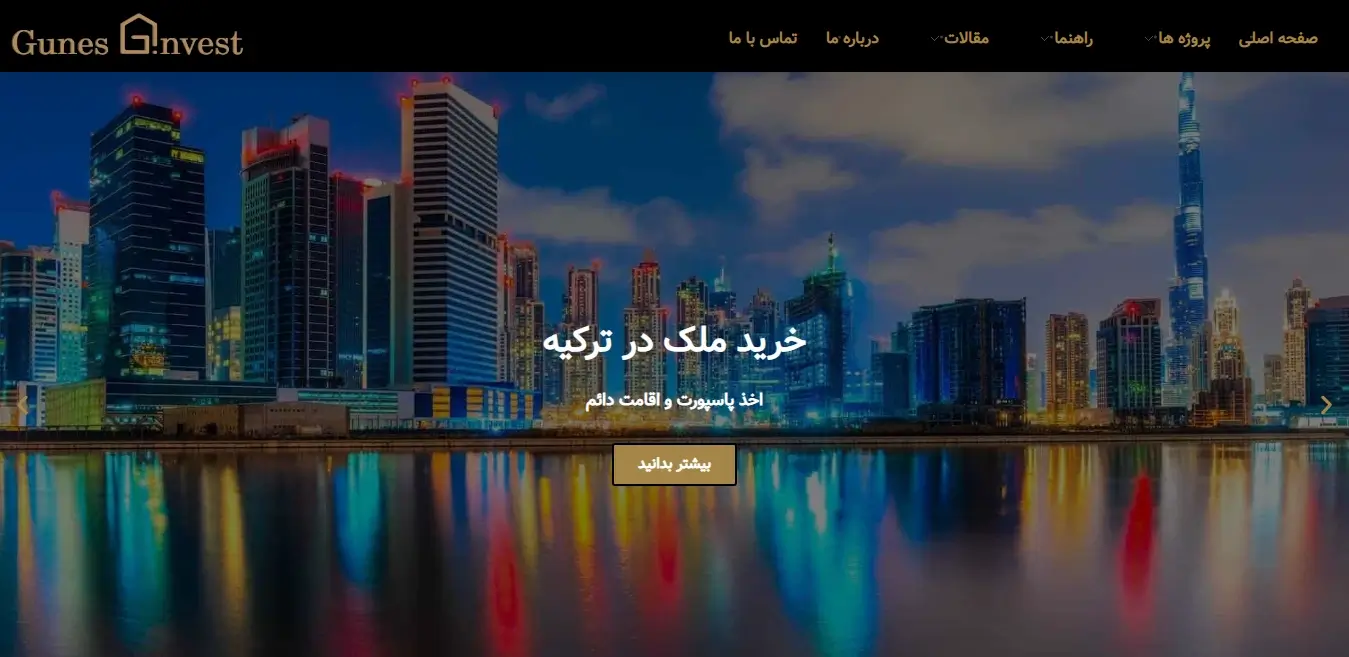 Gunes Ginvest
صفحه اصلی
پروژه ها
راهنما
مقالات
درباره ما
تماس با ما
خرید ملک در ترکیه
اخذ پاسپورت و اقامت دائم
بیشتر بدانید